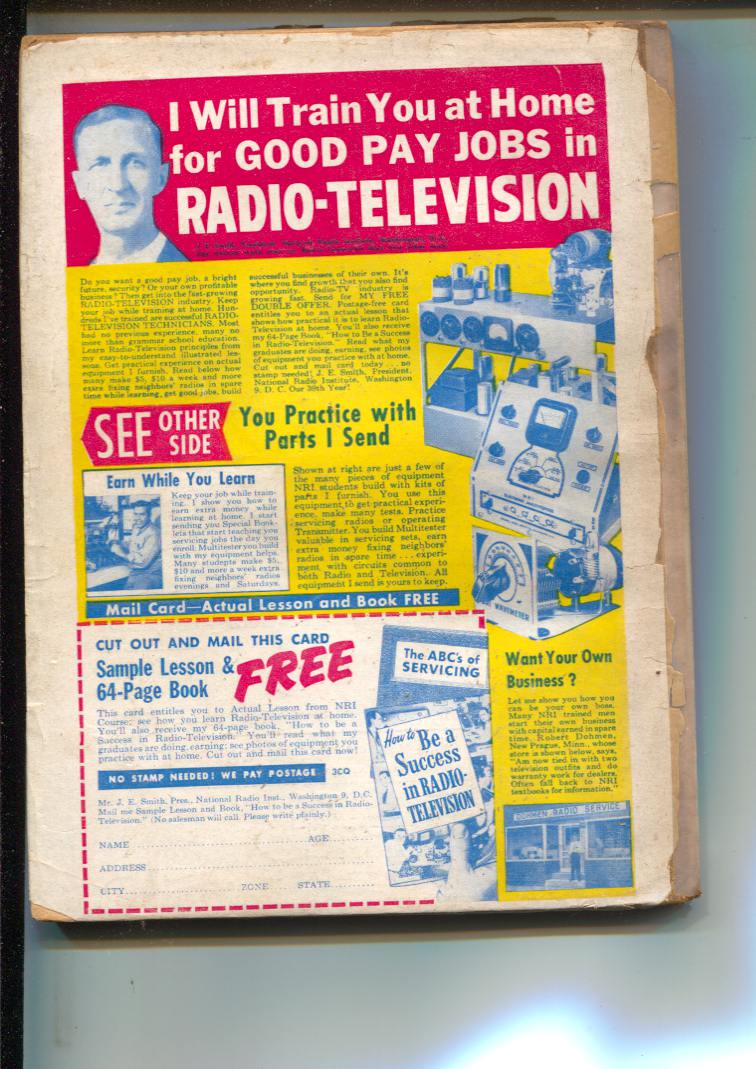 I Will Train You at Home
for GOOD PAY JOBS in
RADIO-TELEVISION
Do you want a good pay job, a bright
future, security? Or your own profitable
business? Then get into the fast-growing
RADIO-TELEVISION industry. Keep
your job while training at home. Hun-
dreds I've trained are successful RADIO-
TELEVISION TECHNICIANS. Most
had no previous experience, many no
more than grammar school education.
Learn Radio-Television principles from
my easy-to-understand illustrated les-
sons. Get practical experience on actual
equipment I furnish. Read below how
many make $5, $10 a week and more
extra fixing neighbors' radios in spare
time while learning, get good jobs, build
successful businesses of their own. It's
where you find growth that you also find
opportunity. Radio-TV industry is
growing fast. Send for MY FREE
DOUBLE OFFER. Postage-free card
entitles you to an actual lesson that
shows how practical it is to learn Radio-
Television at home. You'll also receive
my 64-Page Book, "How to Be a Success
in Radio-Television." Read what my
graduates are doing, earning, see photos
of equipment you practice with at home.
Cut out and mail card today... no
stamp needed! J. E. Smith, President,
National Radio Institute, Washington
9, D. C. Our 39th Year!
SEE OTHER
SIDE
You Practice with
Parts I Send
Earn While You Learn
Keep your job while train-
ing. I show you how to
earn extra money while
learning at home. I start
sending you Special Book-
lets that start teaching you
servicing jobs the day you
enroll. Multitester you build
with my equipment helps.
Many students make $5,
$10 and more a week extra
fixing neighbors' radios
evenings and Saturdays.
Shown at right are just a few of
the many pieces of equipment
NRI students build with kits of
parts I furnish. You use this
equipment to get practical experi-
ence, make many tests. Practice
servicing radios or operating
Transmitter. You build Multitester
valuable in servicing sets, earn
extra money fixing neighbors'
radios in spare time... experi-
ment with circuits common to
both Radio and Television. All
equipment I send is yours to keep.
WAVEMETER
Mail Card—Actual Lesson and Book FREE
CUT OUT AND MAIL THIS CARD
Sample Lesson &
64-Page Book
FREE
This card entitles you to Actual Lesson from NRI
Course; see how you learn Radio-Television at home.
You'll also receive my 64-page book, "How to be a
Success in Radio-Television." You'll read what my
graduates are doing, earning; see photos of equipment you
practice with at home. Cut out and mail this card now!
NO STAMP NEEDED! WE PAY POSTAGE 3CQ
Mr. J. E. Smith, Pres., National Radio Inst., Washington 9, D.C.
Mail me Sample Lesson and Book, "How to be a Success in Radio-
Television." (No salesman will call. Please write plainly.)
NAME AGE
ADDRESS
CITY ZONE STATE
The ABC's of
SERVICING
How to Be a
Success
in RADIO-
TELEVISION
Want Your Own
Business?
Let me show you how you
can be your own boss.
Many NRI trained men
start their own business
with capital earned in spare
time. Robert Dohmen,
New Prague, Minn., whose
store is shown below, says,
"Am now tied in with two
television outfits and do
warranty work for dealers.
Often fall back to NRI
textbooks for information."
DOHMEN RADIO SERVICE